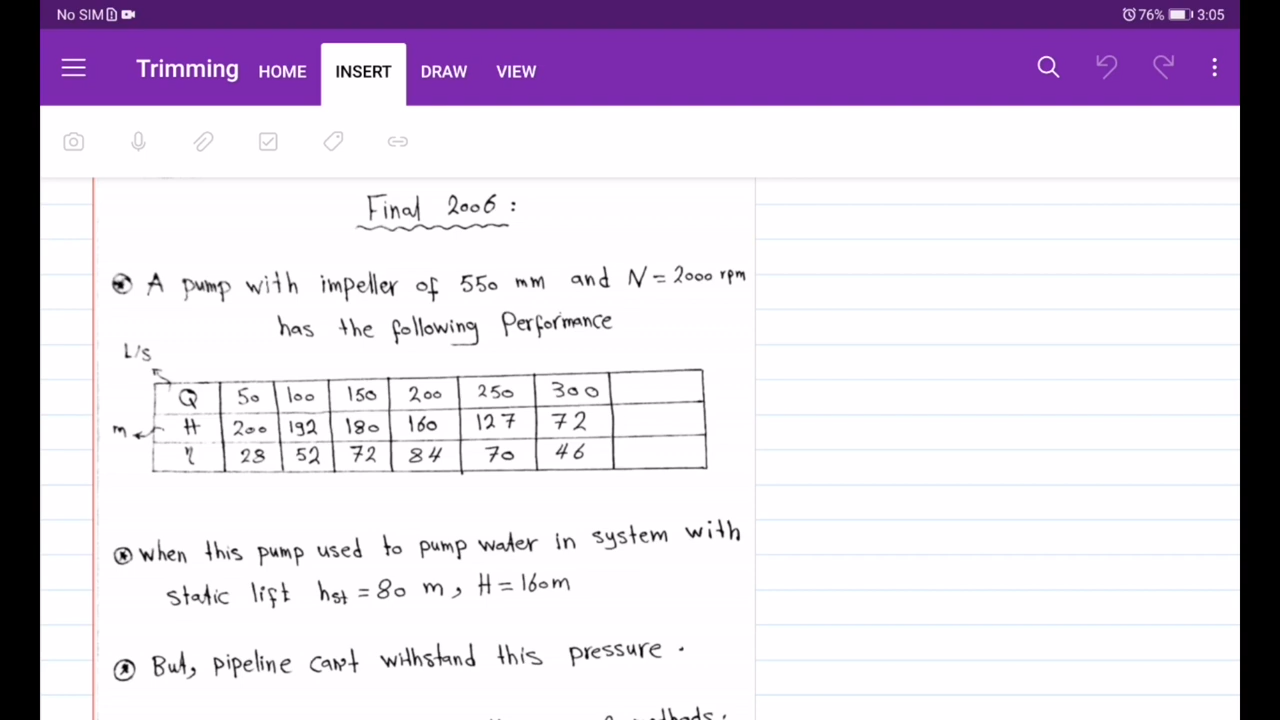 No SIM 76% 3:05
Trimming HOME INSERT DRAW VIEW
Final 2006 :
A pump with impeller of 550 mm and N = 2000 rpm
has the following Performance
L/s
Q 50 100 150 200 250 300
m H 200 192 180 160 127 72
η 28 52 72 84 70 46
when this pump used to pump water in system with
static lift hst = 80 m, H = 160m
But, pipeline can't withstand this pressure .
methods.